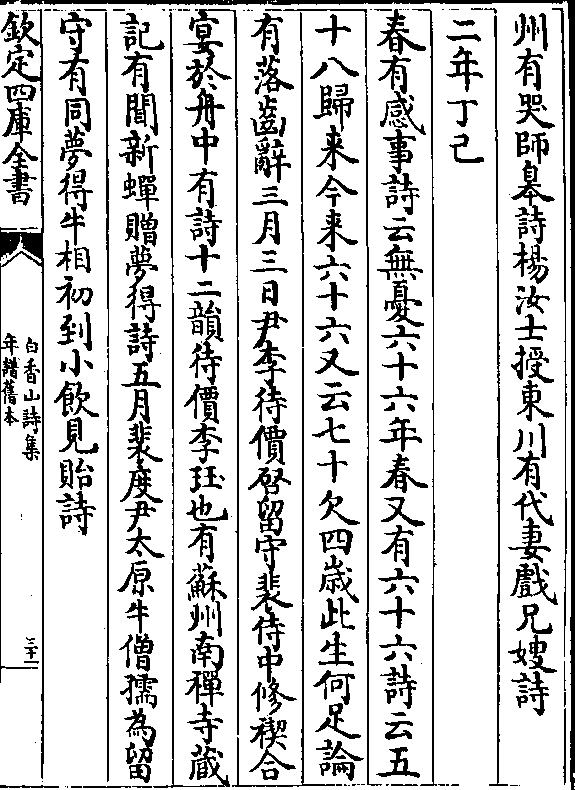 州有哭師皋詩楊汝士授東川有代妻戲兄嫂詩
二年丁巳
春有感事詩云無憂六十六年春又有六十六詩云五
十八歸来今来六十六又云七十欠四歲此生何足論
有落齒辭三月三日尹李待價啓留守裴侍中修禊合
宴於舟中有詩十二韻待價李珏也有蘇州南禪寺藏
記有聞新蟬贈夢得詩五月裴度尹太原牛僧孺為留
守有同夢得牛相初到小飲見貽詩
欽定四庫全書
白香山詩集
年譜舊本
三十二